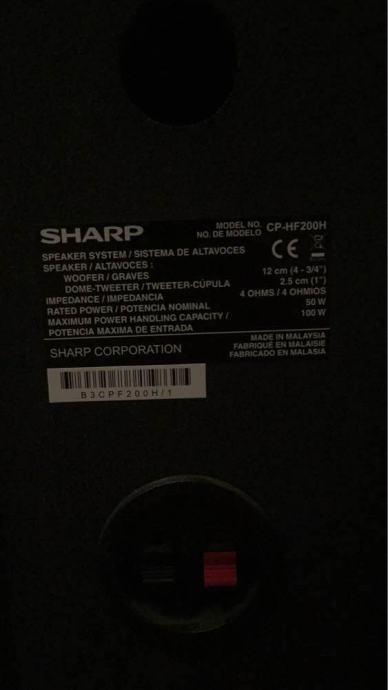 SHARP
MODEL NO. CP-HF200H
NO. DE MODELO
SPEAKER SYSTEM / SISTEMA DE ALTAVOCES
SPEAKER / ALTAVOCES :
WOOFER / GRAVES 12 cm (4 - 3/4")
DOME-TWEETER / TWEETER-CÚPULA 2.5 cm (1")
IMPEDANCE / IMPEDANCIA 4 OHMS / 4 OHMIOS
RATED POWER / POTENCIA NOMINAL 50 W
MAXIMUM POWER HANDLING CAPACITY / 100 W
POTENCIA MAXIMA DE ENTRADA
CE
SHARP CORPORATION
MADE IN MALAYSIA
FABRIQUÉ EN MALAISIE
FABRICADO EN MALASIA
B3CPF200H/1